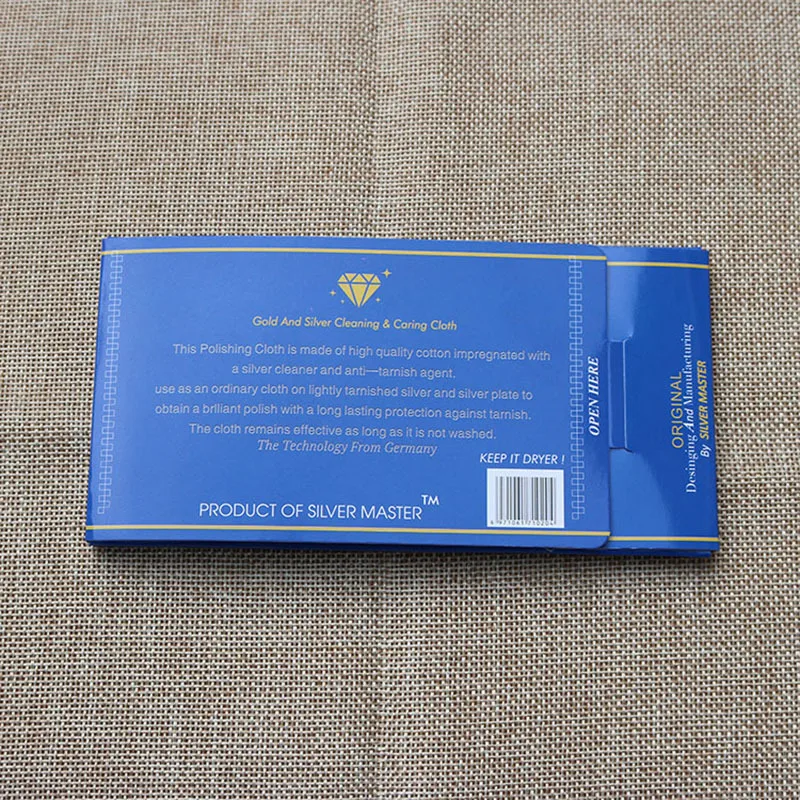 Gold And Silver Cleaning & Caring Cloth
This Polishing Cloth is made of high quality cotton impregnated with
a silver cleaner and anti—tarnish agent.
use as an ordinary cloth on lightly tarnished silver and silver plate to
obtain a brilliant polish with a long lasting protection against tarnish.
The cloth remains effective as long as it is not washed.
The Technology From Germany
KEEP IT DRYER !
PRODUCT OF SILVER MASTER™
OPEN HERE
ORIGINAL
Desinging And Manufacturing
By SILVER MASTER